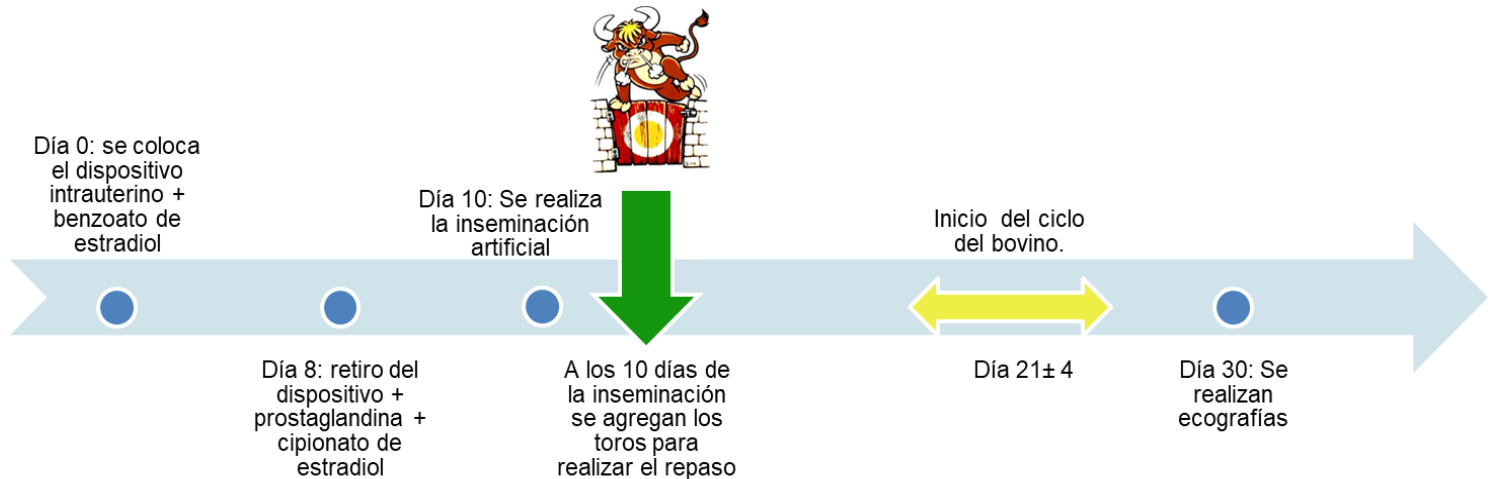 Día 0: se coloca
el dispositivo
intrauterino +
benzoato de
estradiol
Día 8: retiro del
dispositivo +
prostaglandina +
cipionato de
estradiol
Día 10: Se realiza
la inseminación
artificial
A los 10 días de
la inseminación
se agregan los
toros para
realizar el repaso
Inicio del ciclo
del bovino.
Día 21± 4
Día 30: Se
realizan
ecografías